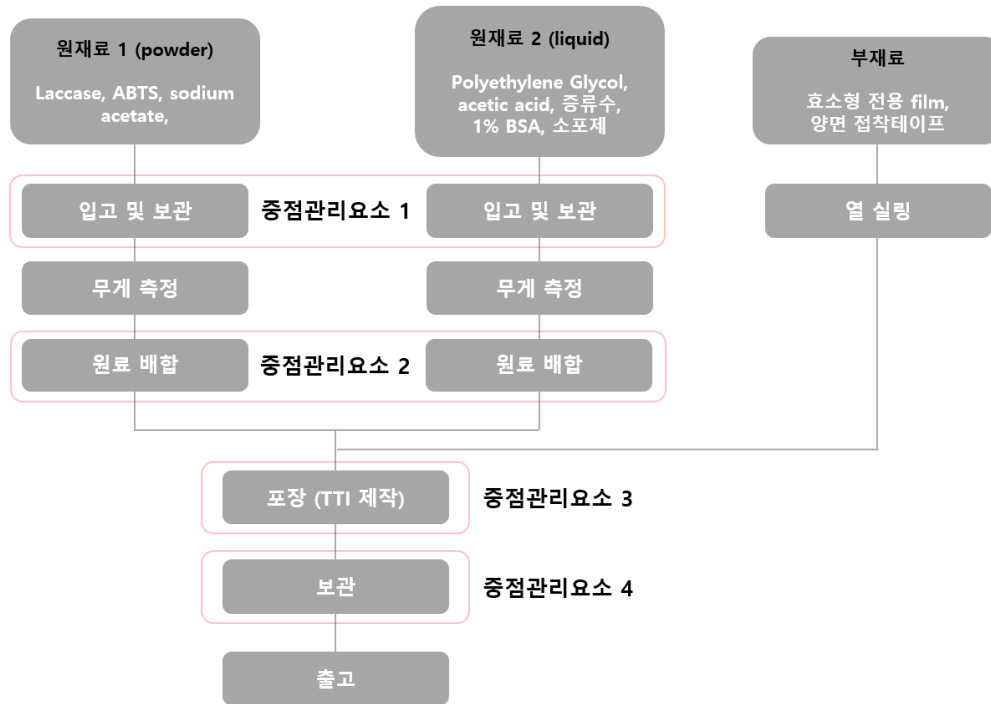 원재료 1 (powder)
Laccase, ABTS, sodium
acetate,
원재료 2 (liquid)
Polyethylene Glycol,
acetic acid, 증류수,
1% BSA, 소포제
부재료
효소형 전용 film,
양면 접착테이프
입고 및 보관
중점관리요소 1
입고 및 보관
열 실링
무게 측정
무게 측정
원료 배합
중점관리요소 2
원료 배합
포장 (TTI 제작)
중점관리요소 3
보관
중점관리요소 4
출고